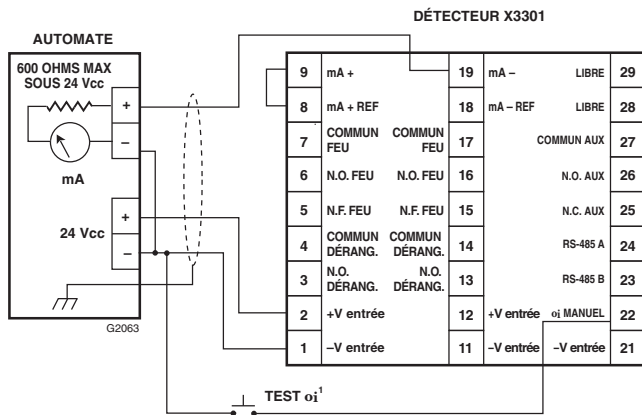 DÉTECTEUR X3301
AUTOMATE
600 OHMS MAX
SOUS 24 Vcc
+
–
mA
24 Vcc
+
–
G2063
9 mA + 19 mA – LIBRE 29
8 mA + REF 18 mA – REF LIBRE 28
7 COMMUN FEU COMMUN FEU 17 COMMUN AUX 27
6 N.O. FEU N.O. FEU 16 N.O. AUX 26
5 N.F. FEU N.F. FEU 15 N.C. AUX 25
4 COMMUN DÉRANG. COMMUN DÉRANG. 14 RS-485 A 24
3 N.O. DÉRANG. N.O. DÉRANG. 13 RS-485 B 23
2 +V entrée 12 +V entrée oi MANUEL 22
1 –V entrée 11 –V entrée –V entrée 21
TEST oi¹